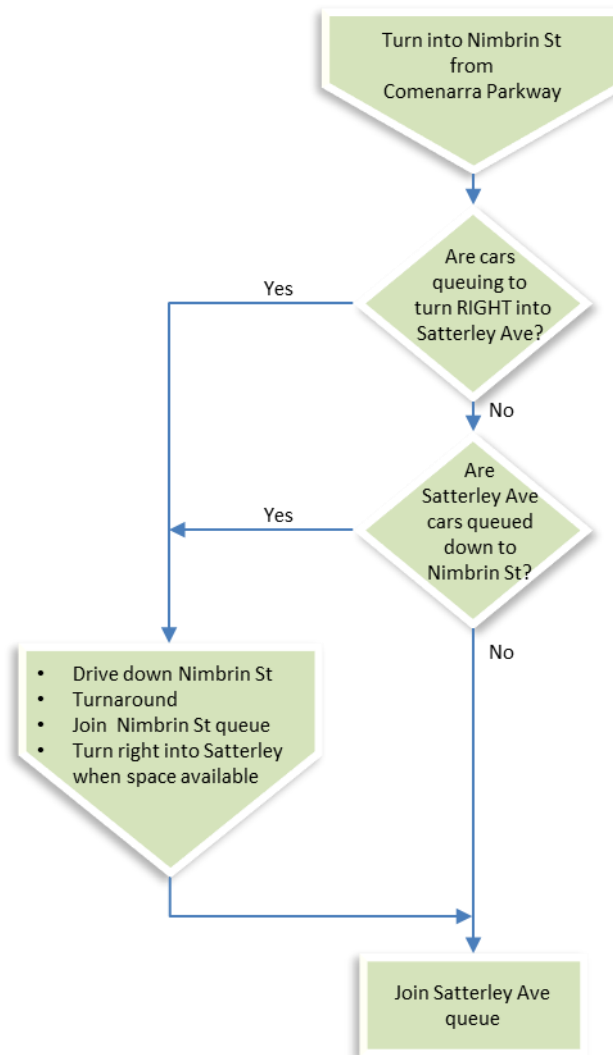 Turn into Nimbrin St
from
Comenarra Parkway
Are cars
queuing to
turn RIGHT into
Satterley Ave?
Yes
No
Are
Satterley Ave
cars queued
down to
Nimbrin St?
Yes
No
• Drive down Nimbrin St
• Turnaround
• Join Nimbrin St queue
• Turn right into Satterley
when space available
Join Satterley Ave
queue